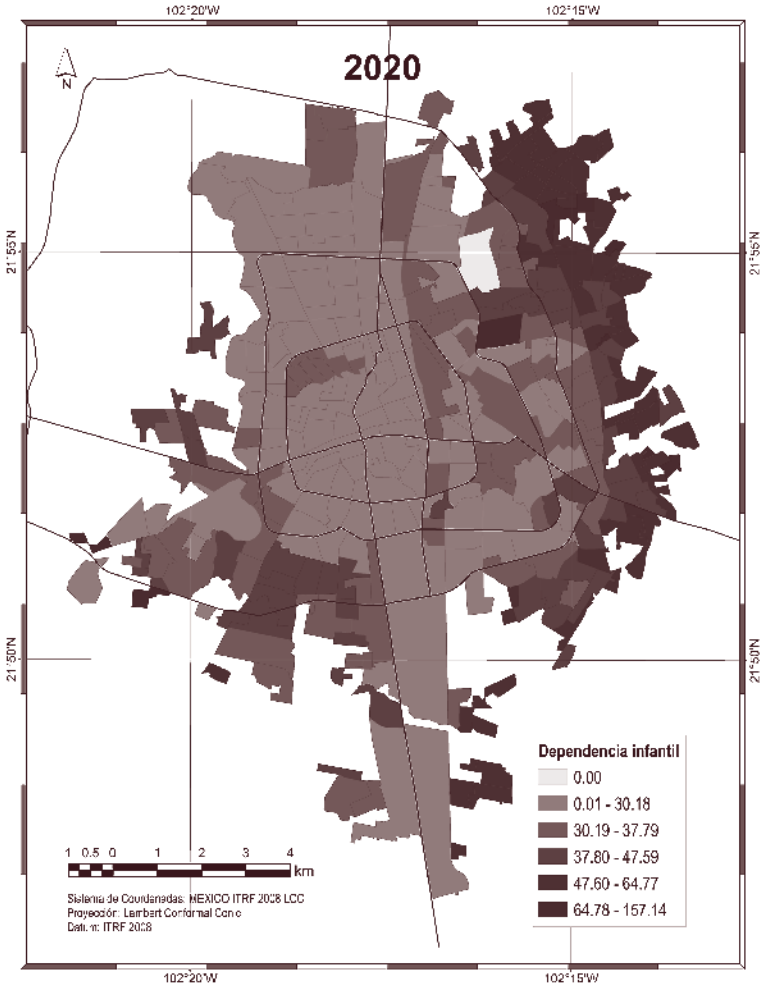 102°20'W 102°15'W
2020
N
21°55'N 21°55'N
21°50'N 21°50'N
Dependencia infantil
0.00
0.01 - 30.18
30.19 - 37.79
37.80 - 47.59
47.60 - 64.77
64.78 - 157.14
1 0.5 0 1 2 3 4
km
Sistema de Coordenadas: MEXICO ITRF 2008 LCC
Proyección: Lambert Conformal Conic
Datum: ITRF 2008
102°20'W 102°15'W